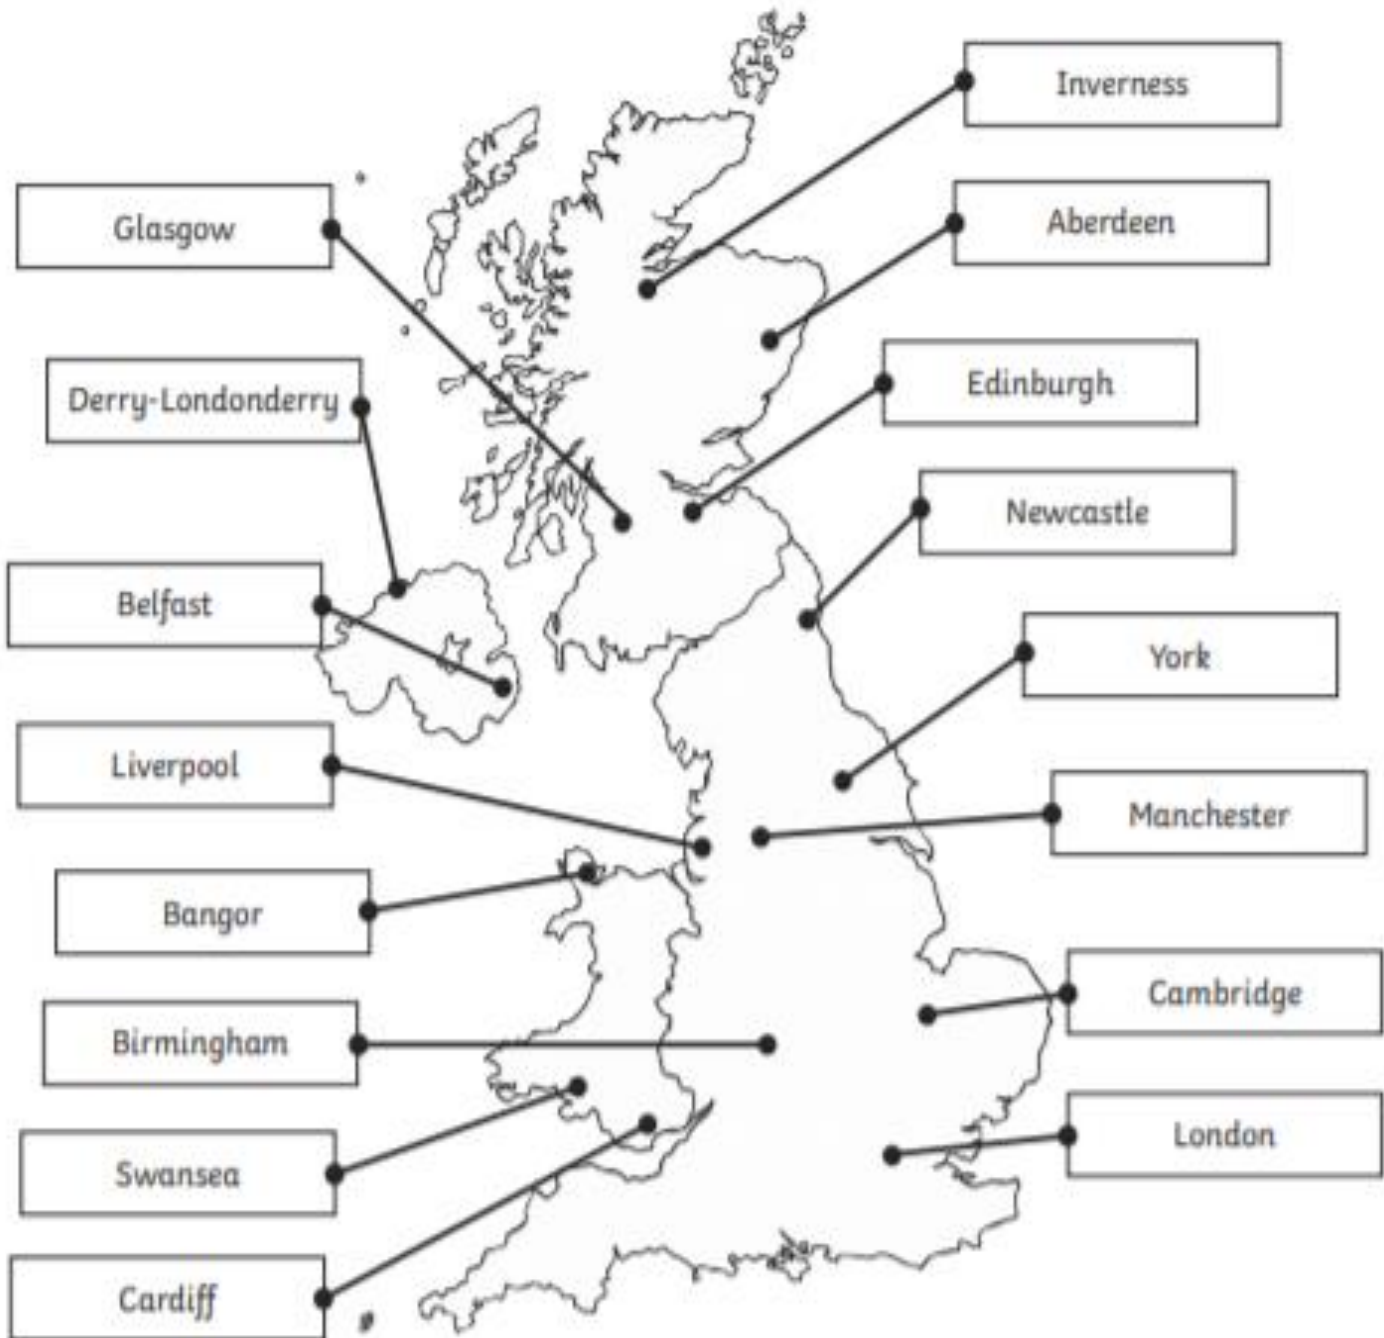 Inverness
Aberdeen
Glasgow
Edinburgh
Derry-Londonderry
Newcastle
Belfast
York
Liverpool
Manchester
Bangor
Cambridge
Birmingham
London
Swansea
Cardiff